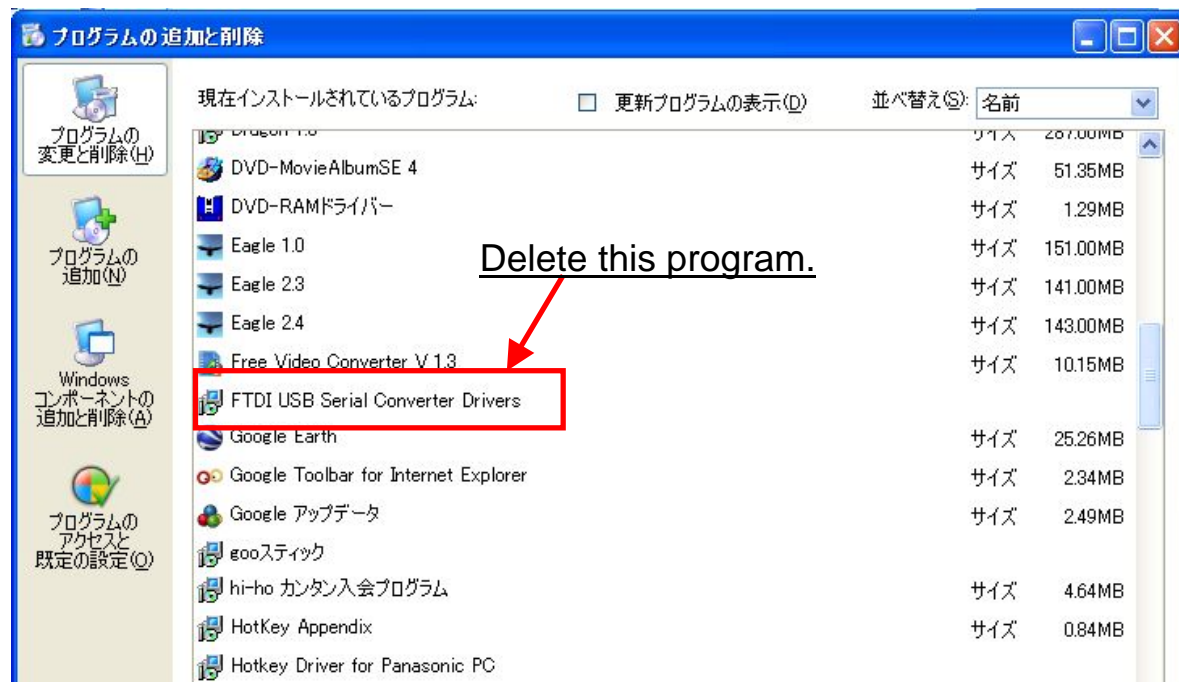 プログラムの追加と削除
現在インストールされているプログラム:
更新プログラムの表示(D)
並べ替え(S):
名前
プログラムの
変更と削除(H)
プログラムの
追加(N)
Windows
コンポーネントの
追加と削除(A)
プログラムの
アクセスと
既定の設定(O)
Dragon 1.0 サイズ 287.00MB
DVD-MovieAlbumSE 4 サイズ 51.35MB
DVD-RAMドライバー サイズ 1.29MB
Eagle 1.0 サイズ 151.00MB
Delete this program.
Eagle 2.3 サイズ 141.00MB
Eagle 2.4 サイズ 143.00MB
Free Video Converter V 1.3 サイズ 10.15MB
FTDI USB Serial Converter Drivers
Google Earth サイズ 25.26MB
Google Toolbar for Internet Explorer サイズ 2.34MB
Google アップデータ サイズ 2.49MB
gooスティック
hi-ho カンタン入会プログラム サイズ 4.64MB
HotKey Appendix サイズ 0.84MB
Hotkey Driver for Panasonic PC